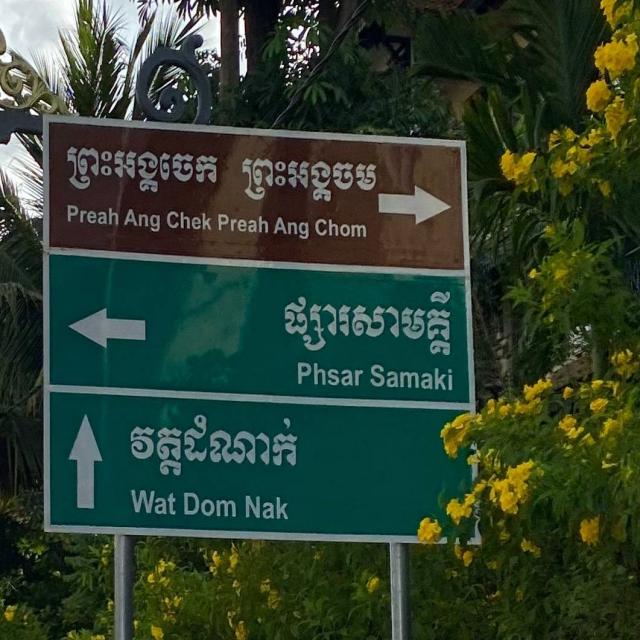 ព្រះអង្គចេក ព្រះអង្គចម
Preah Ang Chek Preah Ang Chom
ផ្សារសាមគ្គី
Phsar Samaki
វត្តដំណាក់
Wat Dom Nak